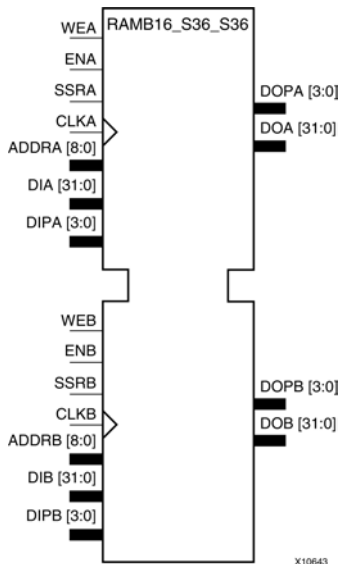 RAMB16_S36_S36
WEA
ENA
SSRA
CLKA
ADDRA [8:0]
DIA [31:0]
DIPA [3:0]
DOPA [3:0]
DOA [31:0]
WEB
ENB
SSRB
CLKB
ADDRB [8:0]
DIB [31:0]
DIPB [3:0]
DOPB [3:0]
DOB [31:0]
X10643